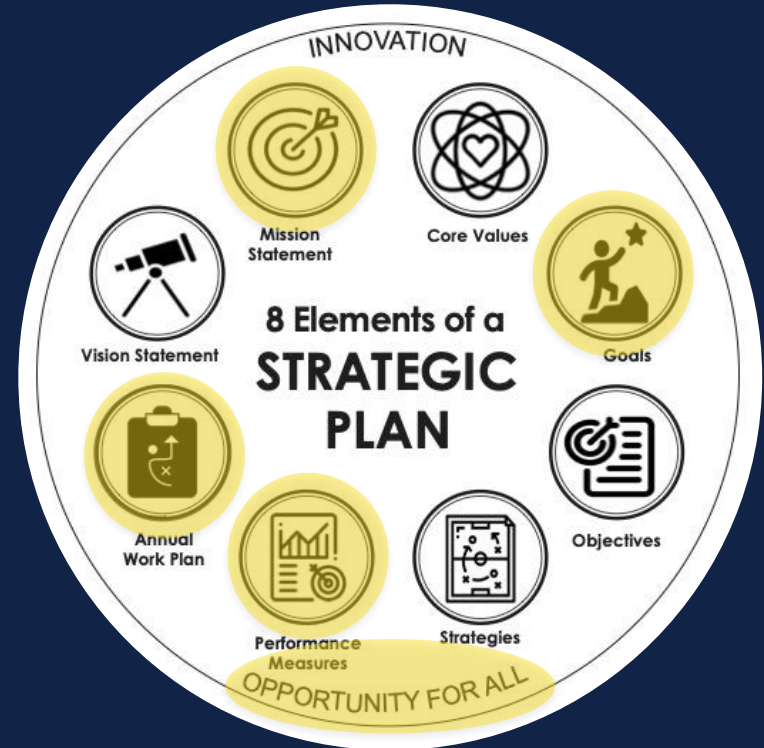 INNOVATION
Mission
Statement
Core Values
Vision Statement
Goals
8 Elements of a
STRATEGIC
PLAN
Annual
Work Plan
Objectives
Performance
Measures
Strategies
OPPORTUNITY FOR ALL